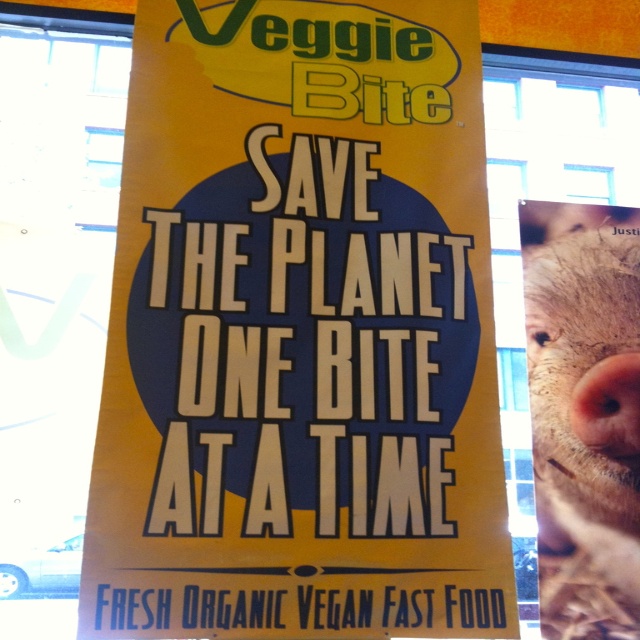 Veggie
Bite
SAVE
THE PLANET
ONE BITE
AT A TIME
FRESH ORGANIC VEGAN FAST FOOD